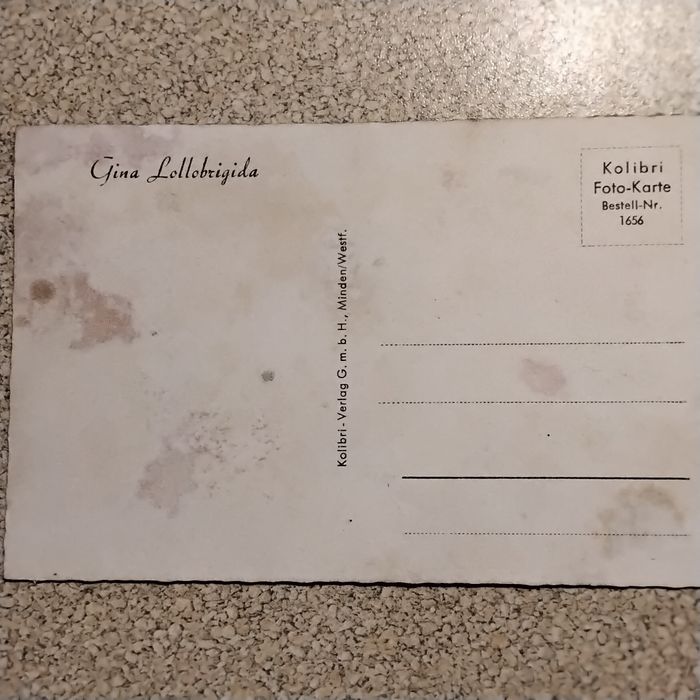 Gina Lollobrigida
Kolibri
Foto-Karte
Bestell-Nr.
1656
Kolibri-Verlag G. m. b. H., Minden/Westf.